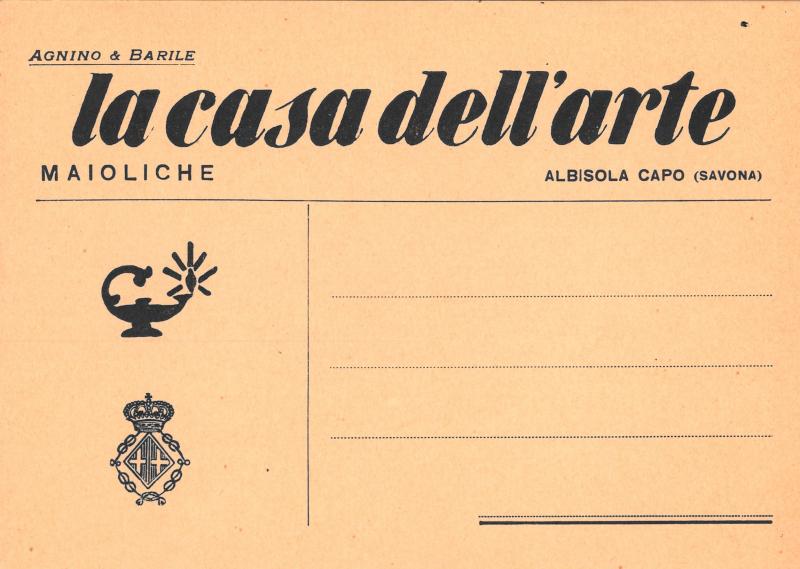 AGNINO & BARILE
la casa dell'arte
MAIOLICHE
ALBISOLA CAPO (SAVONA)